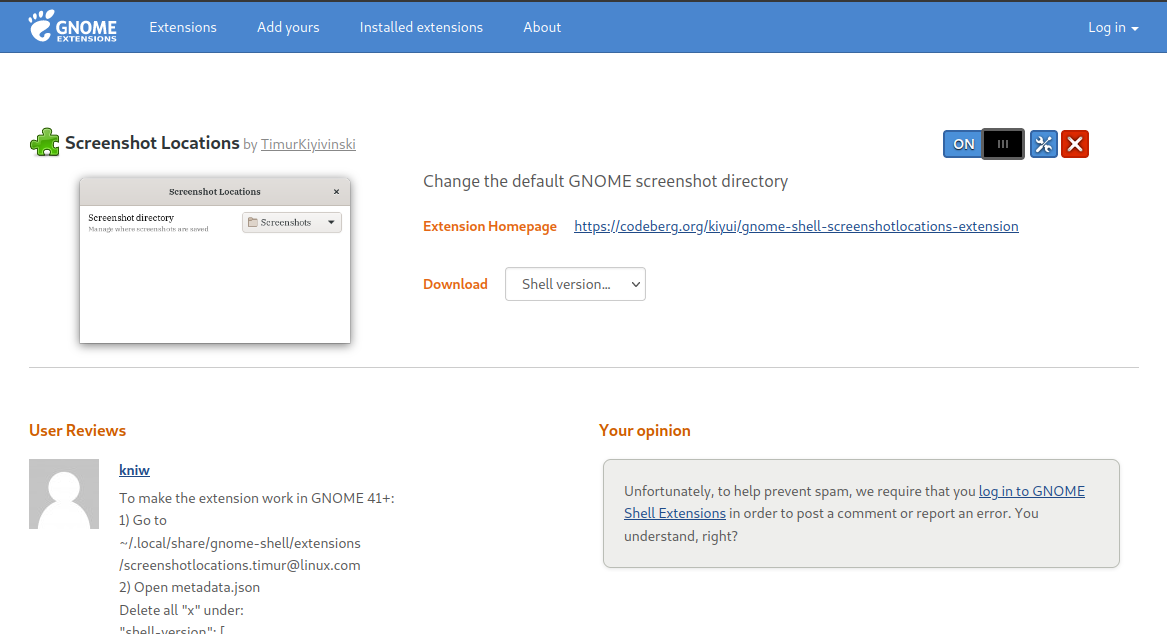 GNOME EXTENSIONS
Extensions
Add yours
Installed extensions
About
Log in
Screenshot Locations by TimurKiyivinski
ON
Screenshot Locations
Screenshot directory
Manage where screenshots are saved
Screenshots
Change the default GNOME screenshot directory
Extension Homepage https://codeberg.org/kiyui/gnome-shell-screenshotlocations-extension
Download Shell version...
User Reviews
kniw
To make the extension work in GNOME 41+:
1) Go to
~/.local/share/gnome-shell/extensions
/screenshotlocations.timur@linux.com
2) Open metadata.json
Delete all "x" under:
"shell-version": [
Your opinion
Unfortunately, to help prevent spam, we require that you log in to GNOME
Shell Extensions in order to post a comment or report an error. You
understand, right?